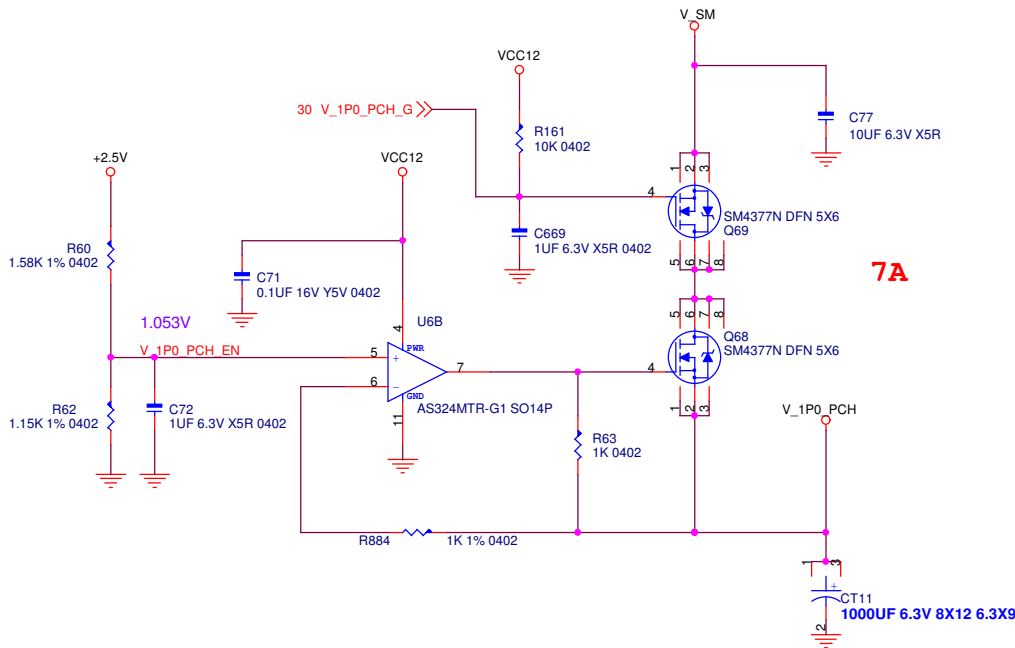 V_SM
VCC12
30 V_1P0_PCH_G
R161
10K 0402
C77
10UF 6.3V X5R
+2.5V
VCC12
1
2
3
4
SM4377N DFN 5X6
Q69
C669
1UF 6.3V X5R 0402
5
6
7
8
7A
R60
1.58K 1% 0402
C71
0.1UF 16V Y5V 0402
5
6
7
8
1.053V
U6B
4
PWR
Q68
SM4377N DFN 5X6
V_1P0_PCH_EN
5
+
7
4
6
-
GND
11
AS324MTR-G1 SO14P
1
2
3
R62
1.15K 1% 0402
C72
1UF 6.3V X5R 0402
V_1P0_PCH
R63
1K 0402
R884
1K 1% 0402
1
3
+
CT11
1000UF 6.3V 8X12 6.3X9
2